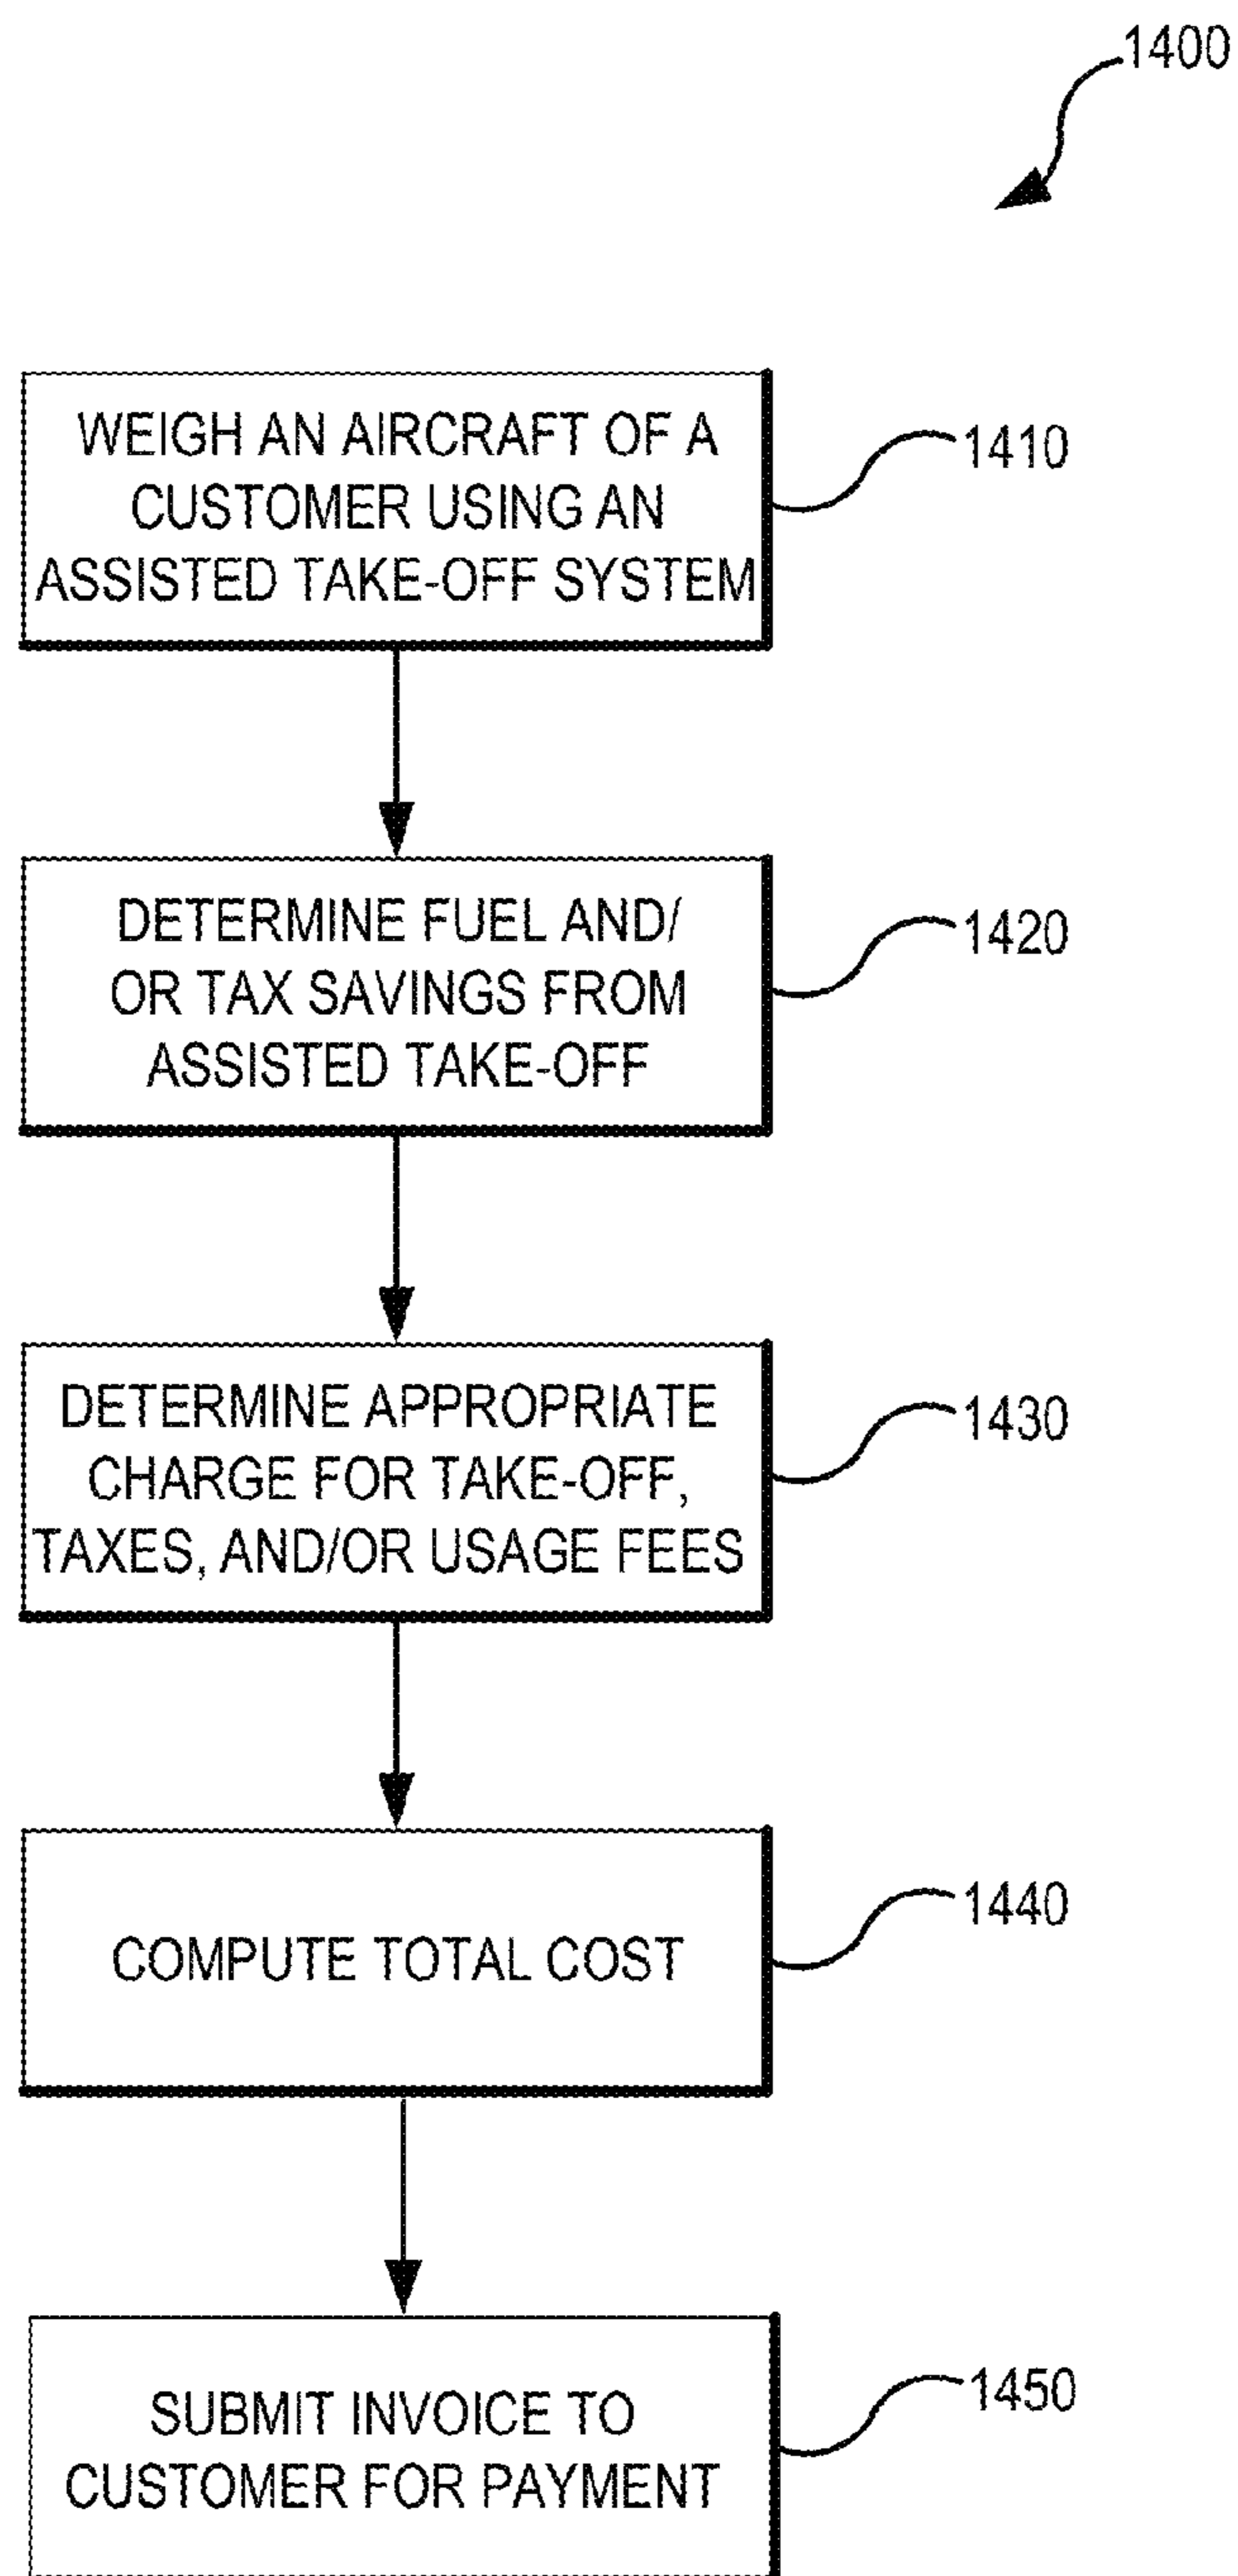 1400
WEIGH AN AIRCRAFT OF A
CUSTOMER USING AN
ASSISTED TAKE-OFF SYSTEM
1410
DETERMINE FUEL AND/
OR TAX SAVINGS FROM
ASSISTED TAKE-OFF
1420
DETERMINE APPROPRIATE
CHARGE FOR TAKE-OFF,
TAXES, AND/OR USAGE FEES
1430
COMPUTE TOTAL COST
1440
SUBMIT INVOICE TO
CUSTOMER FOR PAYMENT
1450